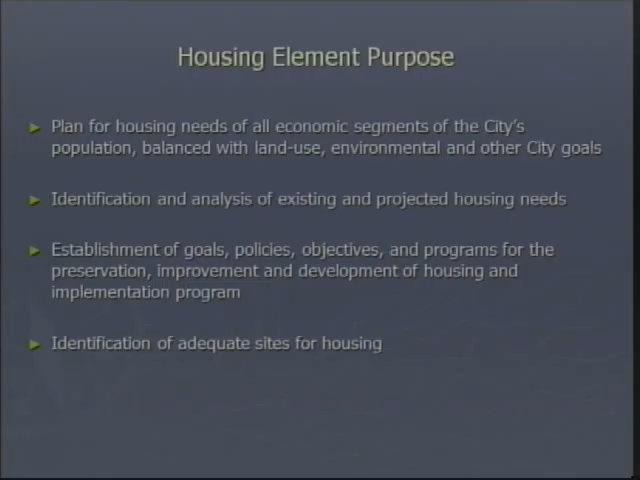 Housing Element Purpose
Plan for housing needs of all economic segments of the City's
population, balanced with land-use, environmental and other City goals
Identification and analysis of existing and projected housing needs
Establishment of goals, policies, objectives, and programs for the
preservation, improvement and development of housing and
implementation program
Identification of adequate sites for housing